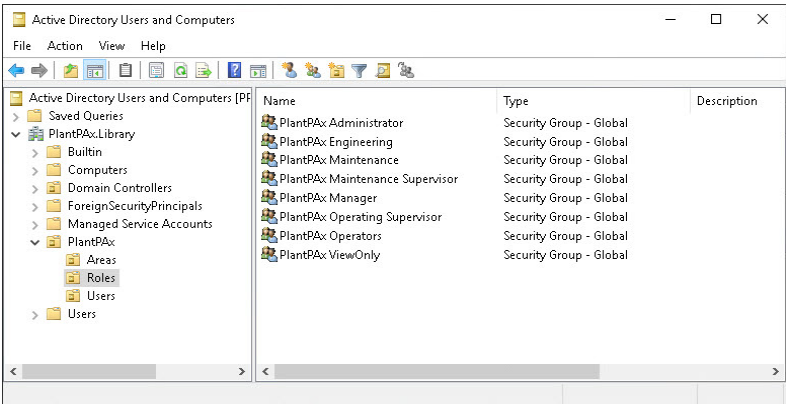 Active Directory Users and Computers
File Action View Help
Active Directory Users and Computers [PF
Saved Queries
PlantPAx.Library
Builtin
Computers
Domain Controllers
ForeignSecurityPrincipals
Managed Service Accounts
PlantPAx
Areas
Roles
Users
Users
Name Type Description
PlantPAx Administrator Security Group - Global
PlantPAx Engineering Security Group - Global
PlantPAx Maintenance Security Group - Global
PlantPAx Maintenance Supervisor Security Group - Global
PlantPAx Manager Security Group - Global
PlantPAx Operating Supervisor Security Group - Global
PlantPAx Operators Security Group - Global
PlantPAx ViewOnly Security Group - Global